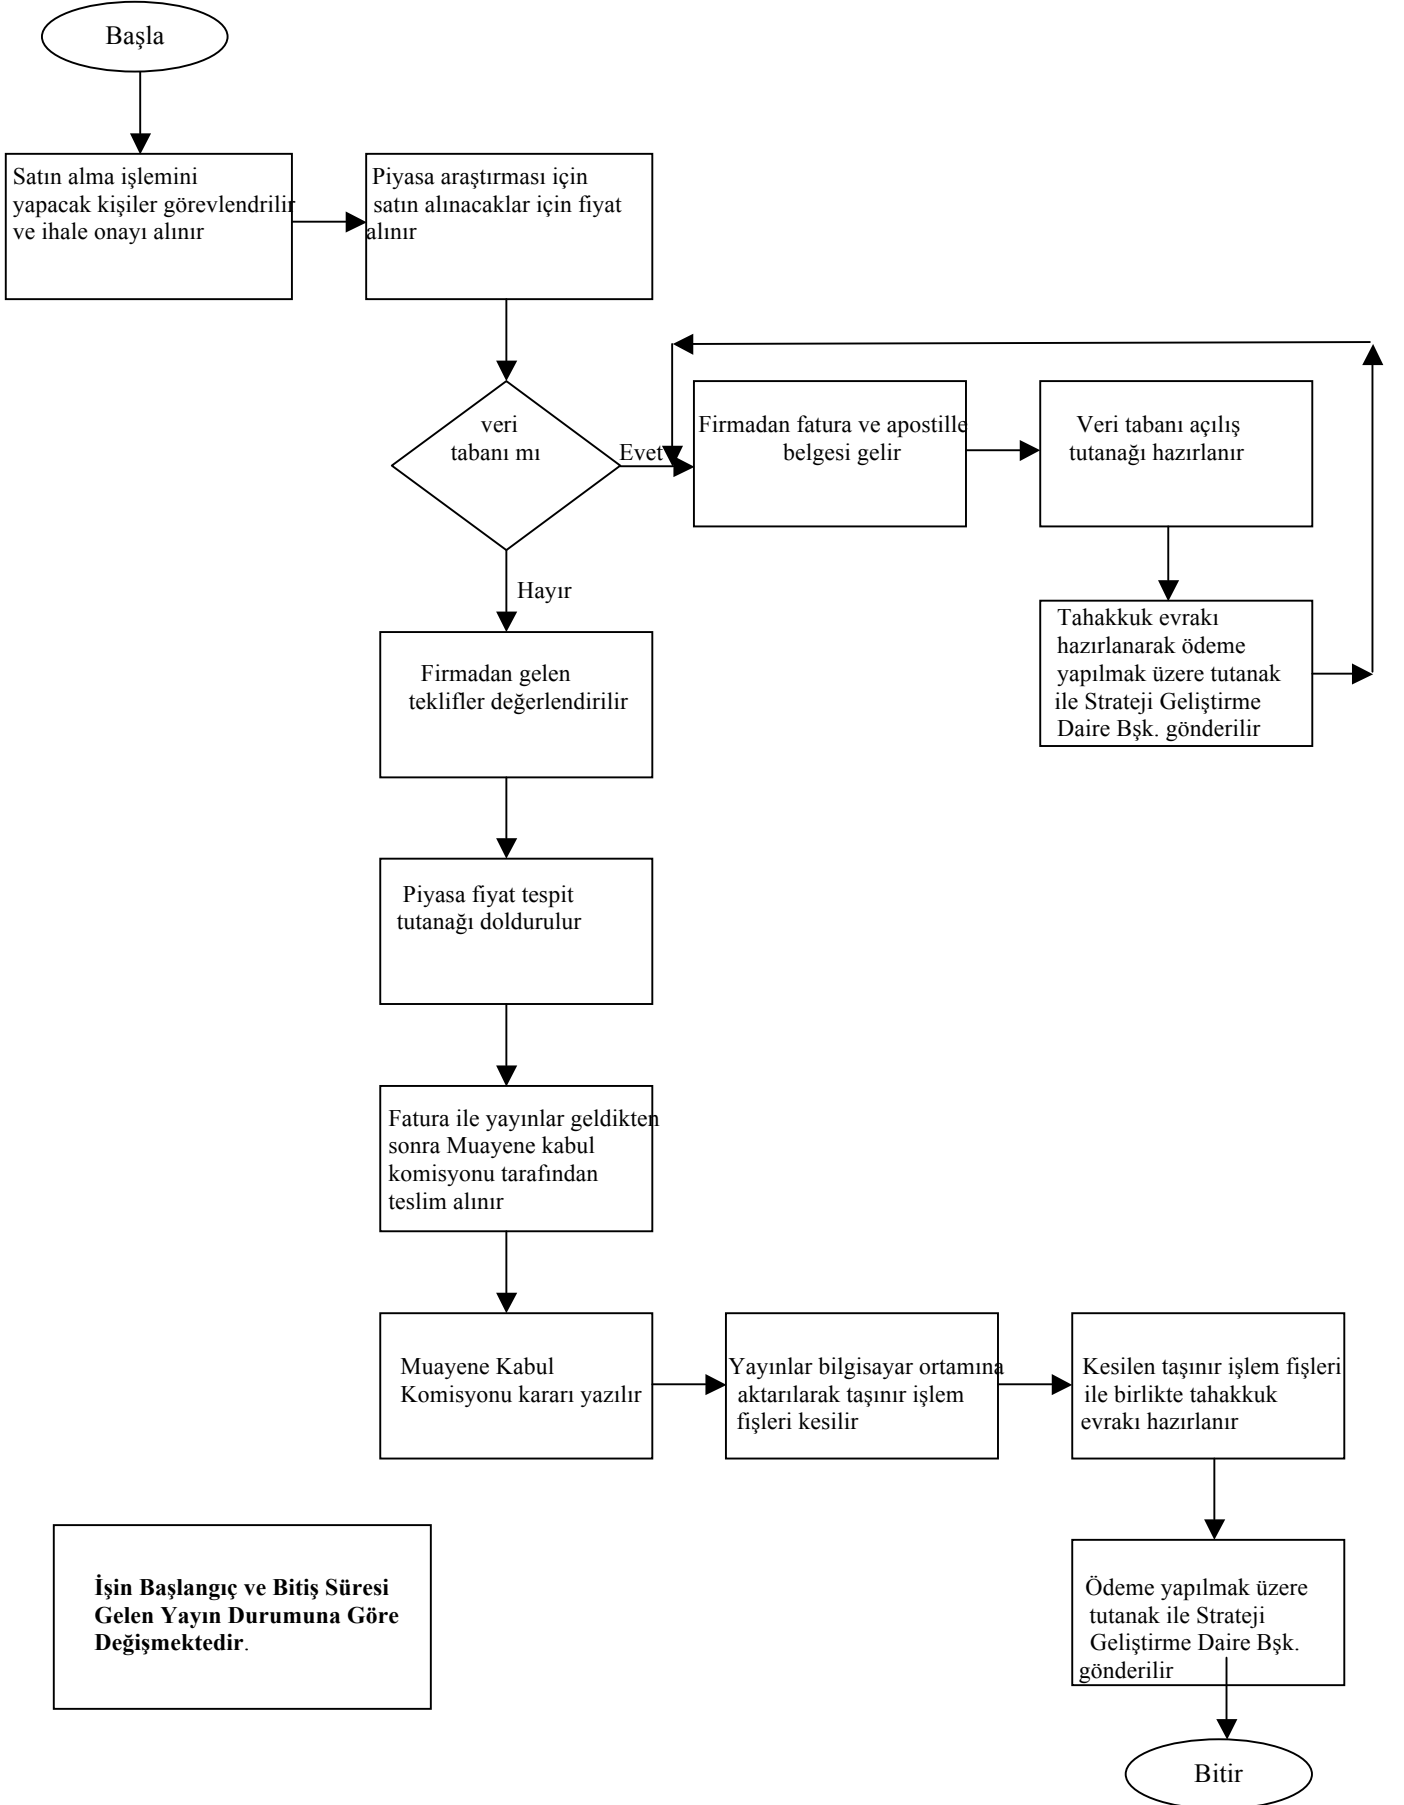 Başla
Satın alma işlemini
yapacak kişiler görevlendrilir
ve ihale onayı alınır
Piyasa araştırması için
satın alınacaklar için fiyat
alınır
veri
tabanı mı
Evet
Firmadan fatura ve apostille
belgesi gelir
Veri tabanı açılış
tutanağı hazırlanır
Tahakkuk evrakı
hazırlanarak ödeme
yapılmak üzere tutanak
ile Strateji Geliştirme
Daire Bşk. gönderilir
Hayır
Firmadan gelen
teklifler değerlendirilir
Piyasa fiyat tespit
tutanağı doldurulur
Fatura ile yayınlar geldikten
sonra Muayene kabul
komisyonu tarafından
teslim alınır
Muayene Kabul
Komisyonu kararı yazılır
Yayınlar bilgisayar ortamına
aktarılarak taşınır işlem
fişleri kesilir
Kesilen taşınır işlem fişleri
ile birlikte tahakkuk
evrakı hazırlanır
Ödeme yapılmak üzere
tutanak ile Strateji
Geliştirme Daire Bşk.
gönderilir
İşin Başlangıç ve Bitiş Süresi
Gelen Yayın Durumuna Göre
Değişmektedir.
Bitir